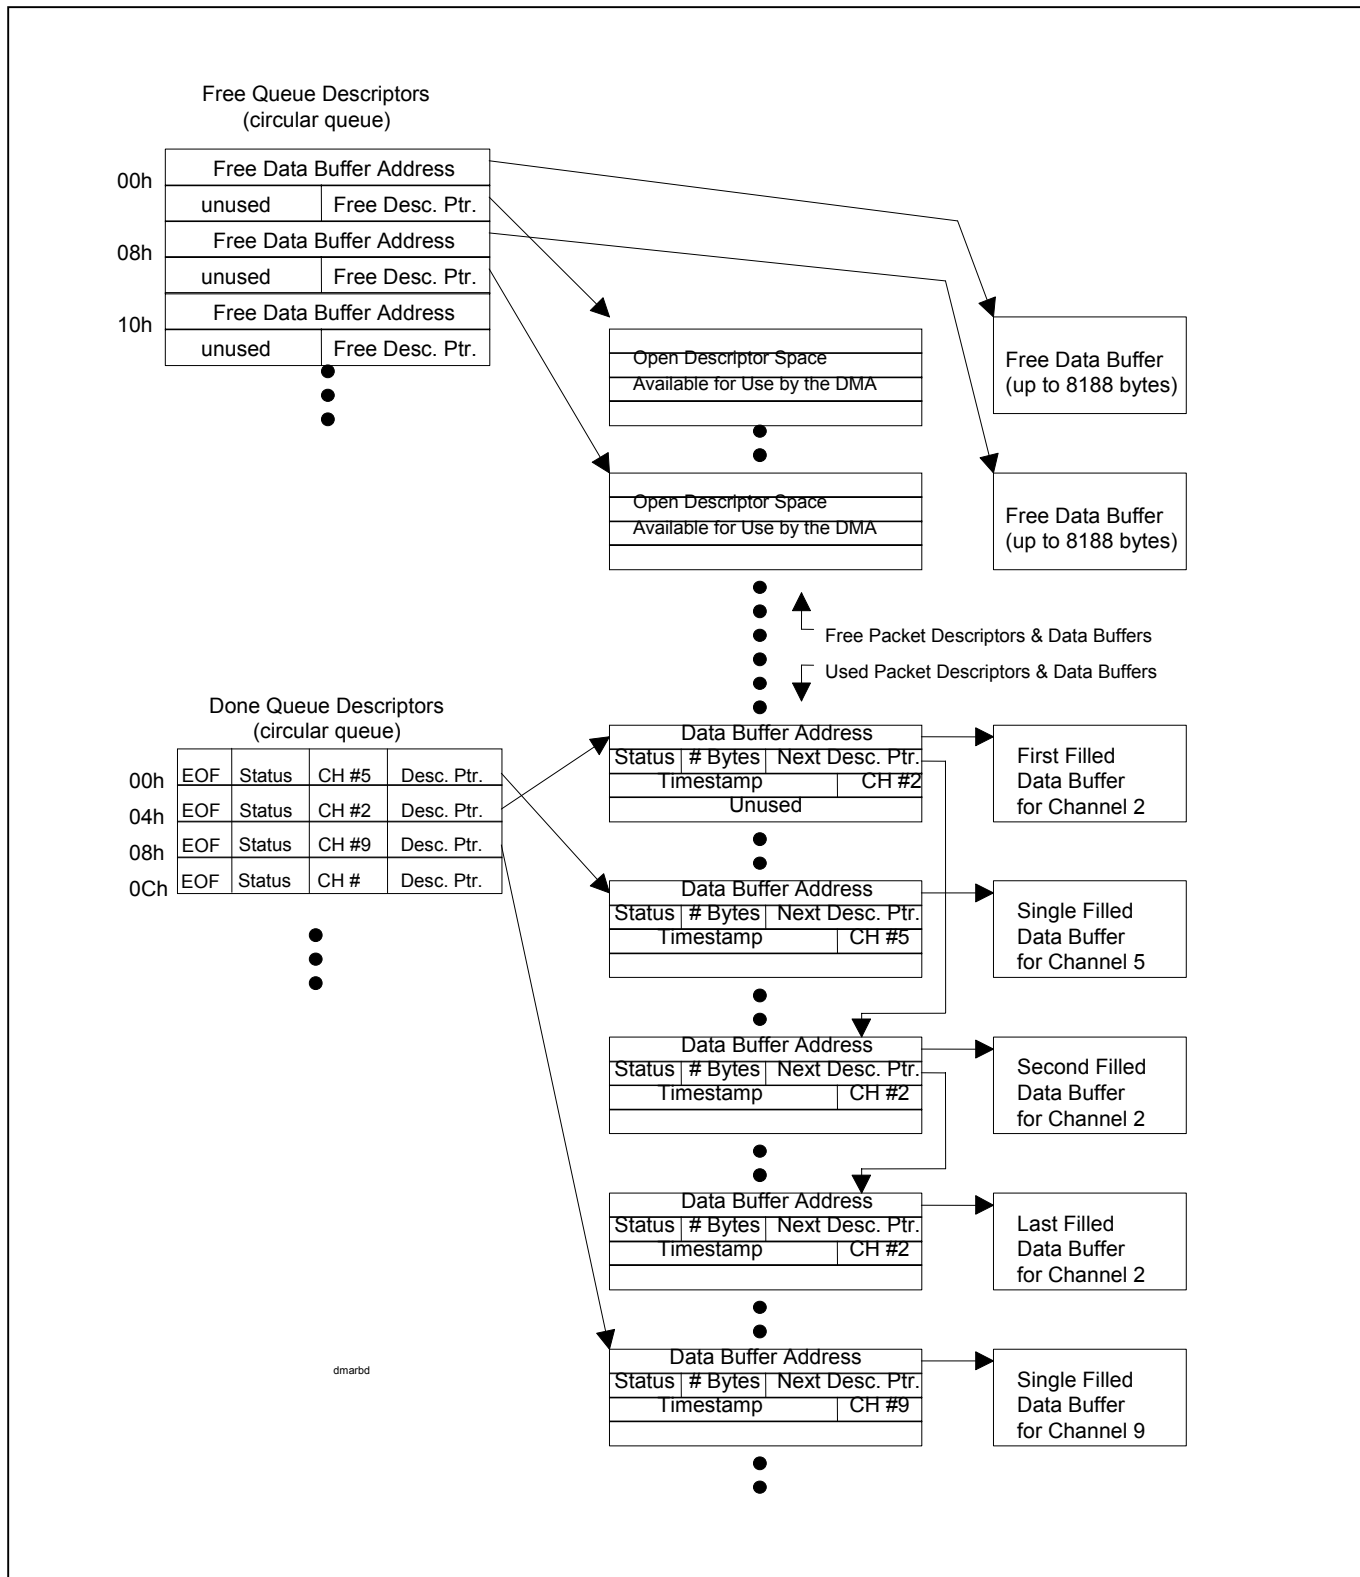 Free Queue Descriptors
(circular queue)
00h
Free Data Buffer Address
unused Free Desc. Ptr.
08h
Free Data Buffer Address
unused Free Desc. Ptr.
10h
Free Data Buffer Address
unused Free Desc. Ptr.
Open Descriptor Space
Available for Use by the DMA
Free Data Buffer
(up to 8188 bytes)
Open Descriptor Space
Available for Use by the DMA
Free Data Buffer
(up to 8188 bytes)
Free Packet Descriptors & Data Buffers
Used Packet Descriptors & Data Buffers
Done Queue Descriptors
(circular queue)
00h EOF Status CH #5 Desc. Ptr.
04h EOF Status CH #2 Desc. Ptr.
08h EOF Status CH #9 Desc. Ptr.
0Ch EOF Status CH # Desc. Ptr.
Data Buffer Address
Status # Bytes Next Desc. Ptr.
Timestamp CH #2
Unused
First Filled
Data Buffer
for Channel 2
Data Buffer Address
Status # Bytes Next Desc. Ptr.
Timestamp CH #5
Single Filled
Data Buffer
for Channel 5
Data Buffer Address
Status # Bytes Next Desc. Ptr.
Timestamp CH #2
Second Filled
Data Buffer
for Channel 2
Data Buffer Address
Status # Bytes Next Desc. Ptr.
Timestamp CH #2
Last Filled
Data Buffer
for Channel 2
Data Buffer Address
Status # Bytes Next Desc. Ptr.
Timestamp CH #9
Single Filled
Data Buffer
for Channel 9
dmarbd